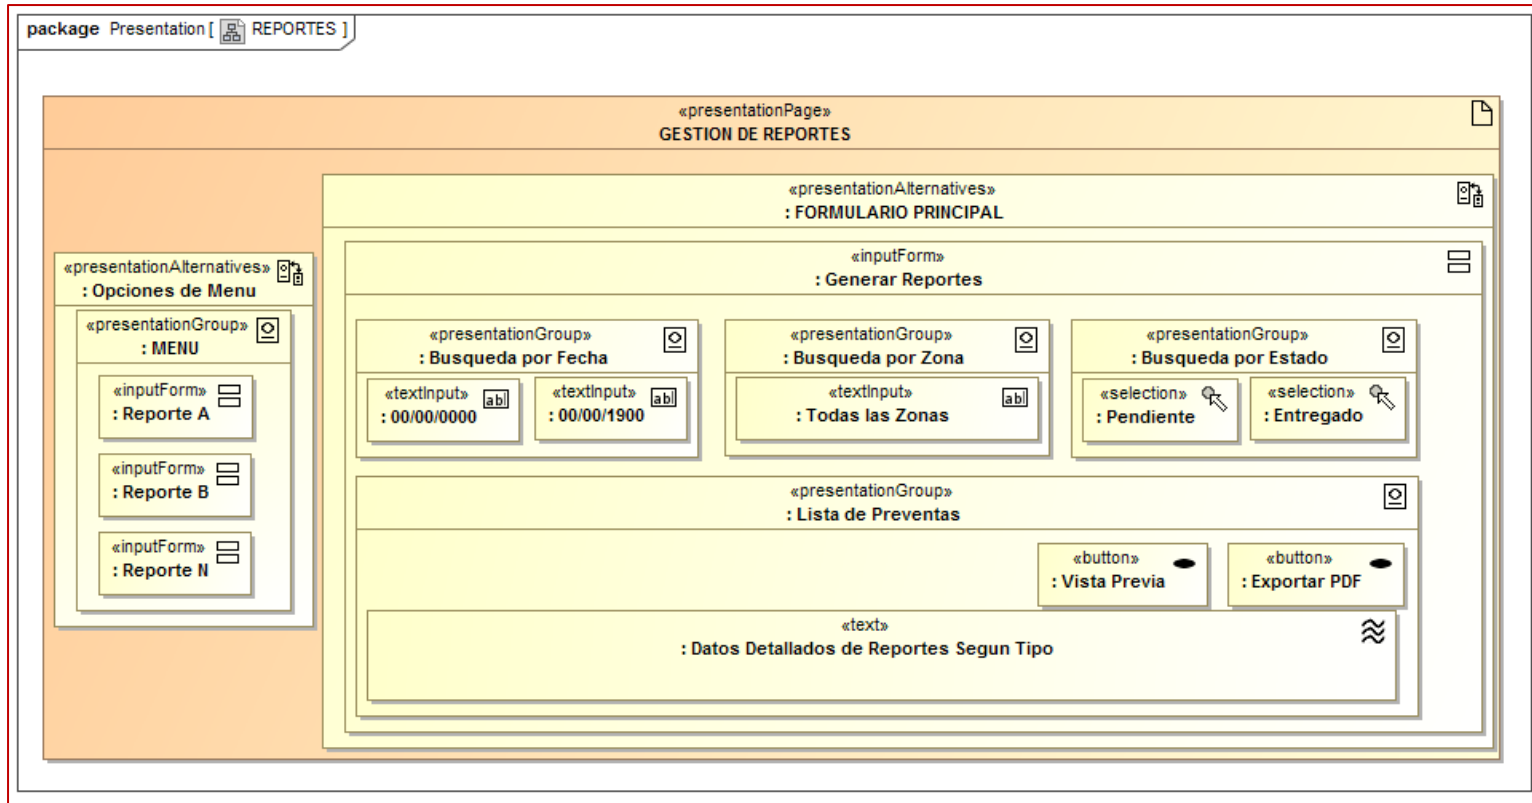 package Presentation [ REPORTES ]
«presentationPage»
GESTION DE REPORTES
«presentationAlternatives»
: Opciones de Menu
«presentationGroup»
: MENU
«inputForm»
: Reporte A
«inputForm»
: Reporte B
«inputForm»
: Reporte N
«presentationAlternatives»
: FORMULARIO PRINCIPAL
«inputForm»
: Generar Reportes
«presentationGroup»
: Busqueda por Fecha
«textInput»
: 00/00/0000
ab
«textInput»
: 00/00/1900
ab
«presentationGroup»
: Busqueda por Zona
«textInput»
: Todas las Zonas
ab
«presentationGroup»
: Busqueda por Estado
«selection»
: Pendiente
«selection»
: Entregado
«presentationGroup»
: Lista de Preventas
«button»
: Vista Previa
«button»
: Exportar PDF
«text»
: Datos Detallados de Reportes Segun Tipo